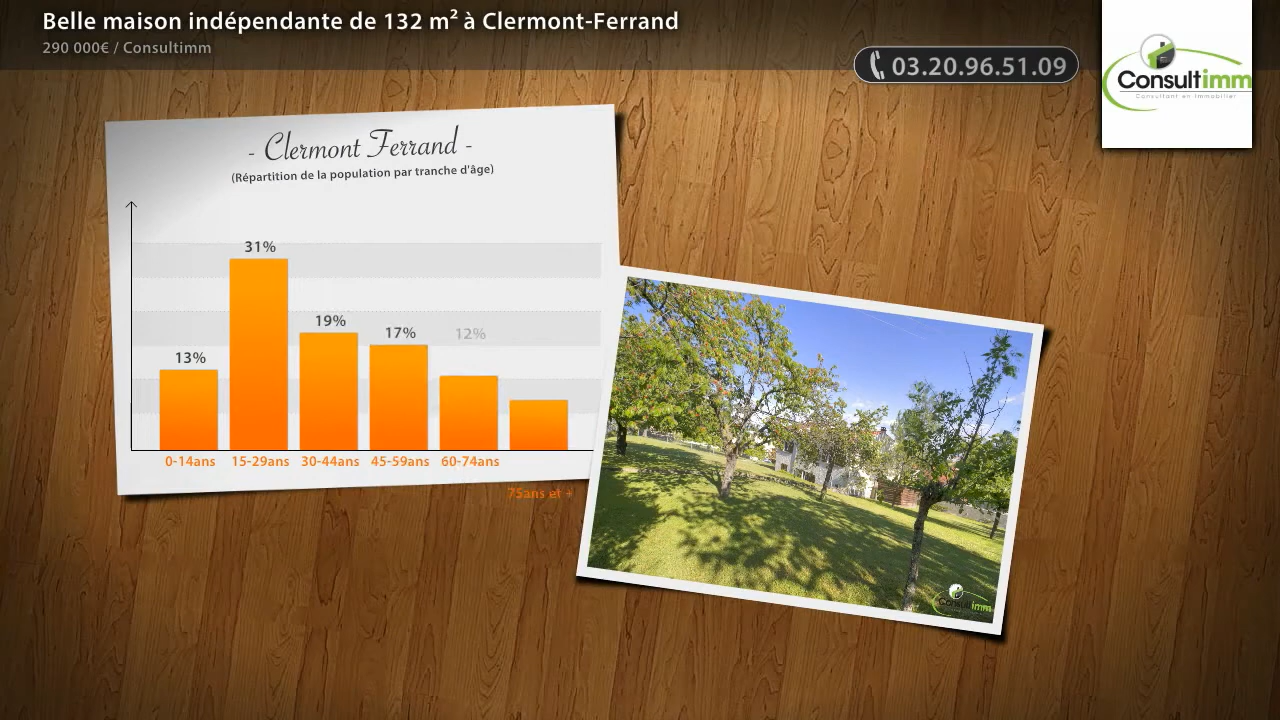 Belle maison indépendante de 132 m² à Clermont-Ferrand
290 000€ / Consultimm
03.20.96.51.09
Consultimm
Consultant en Immobilier
- Clermont Ferrand -
(Répartition de la population par tranche d'âge)
31%
19%
17%
12%
13%
0-14ans 15-29ans 30-44ans 45-59ans 60-74ans
75ans et +
Consultimm